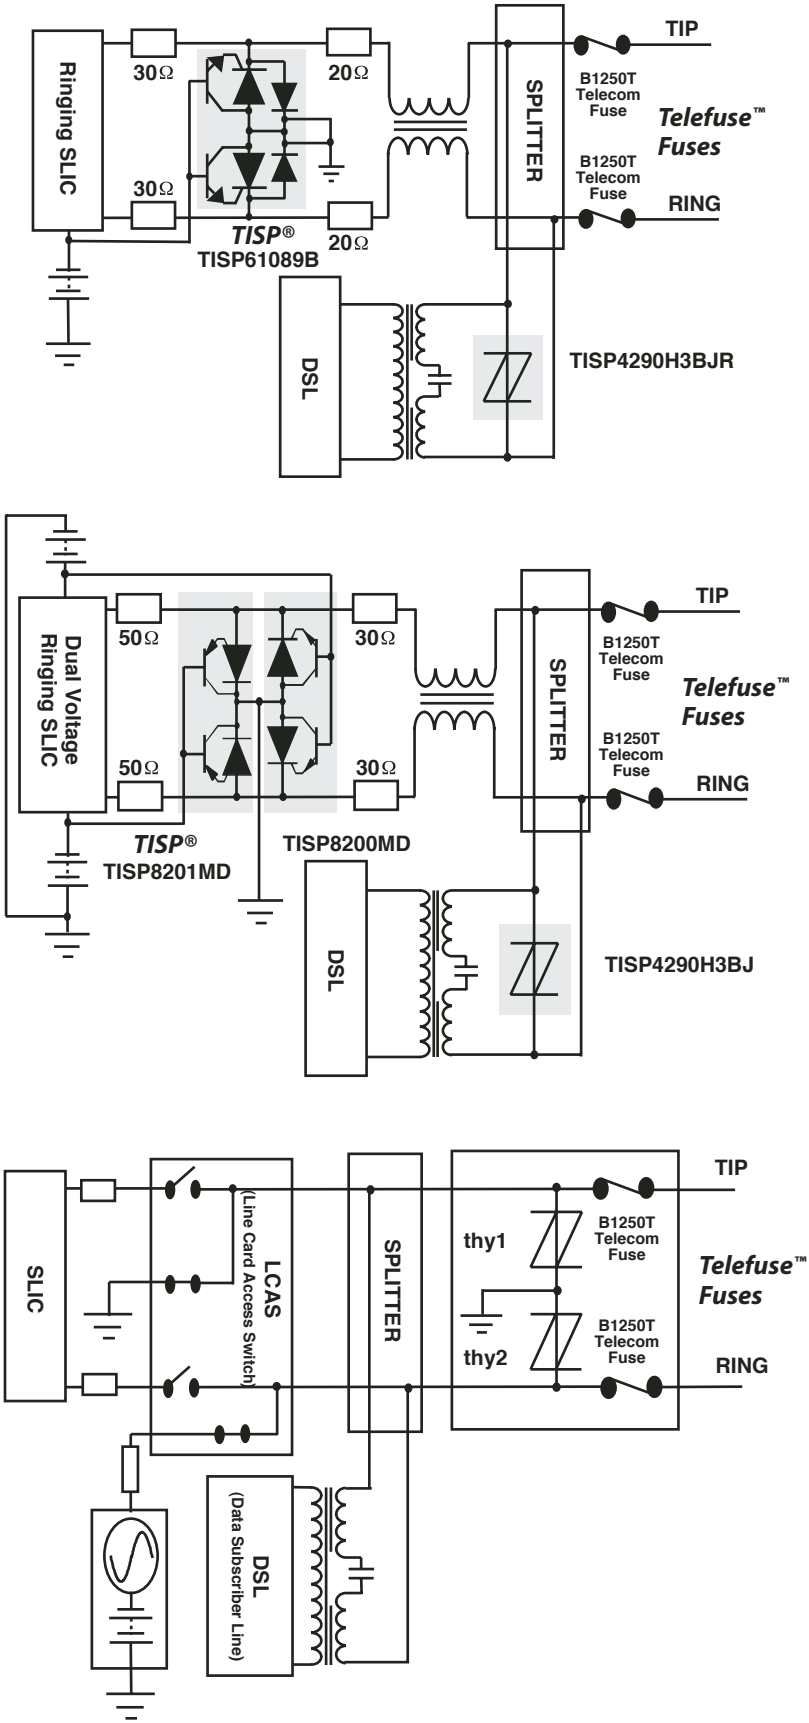 TIP
30Ω
20Ω
B1250T
Telecom
Fuse
Ringing SLIC
SPLITTER
Telefuse™
Fuses
B1250T
Telecom
Fuse
30Ω
RING
20Ω
TISP®
TISP61089B
DSL
TISP4290H3BJR
TIP
50Ω
30Ω
B1250T
Telecom
Fuse
Dual Voltage
Ringing SLIC
SPLITTER
Telefuse™
Fuses
B1250T
Telecom
Fuse
50Ω
30Ω
RING
TISP®
TISP8201MD
TISP8200MD
DSL
TISP4290H3BJ
TIP
B1250T
Telecom
Fuse
thy1
SLIC
LCAS
(Line Card Access Switch)
SPLITTER
Telefuse™
Fuses
B1250T
Telecom
Fuse
thy2
RING
DSL
(Data Subscriber Line)